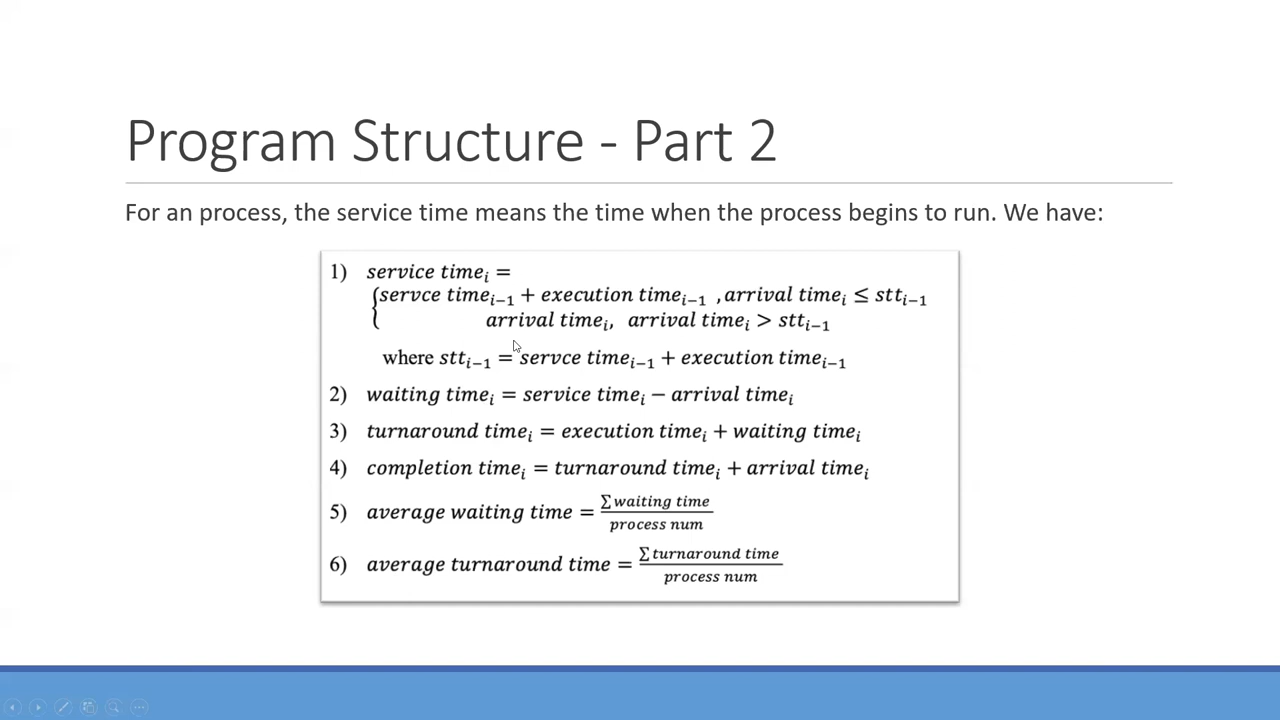 Program Structure - Part 2
For an process, the service time means the time when the process begins to run. We have:
1) service timeᵢ =
{servce timeᵢ₋₁ + execution timeᵢ₋₁ , arrival timeᵢ ≤ sttᵢ₋₁
arrival timeᵢ, arrival timeᵢ > sttᵢ₋₁
where sttᵢ₋₁ = servce timeᵢ₋₁ + execution timeᵢ₋₁
2) waiting timeᵢ = service timeᵢ − arrival timeᵢ
3) turnaround timeᵢ = execution timeᵢ + waiting timeᵢ
4) completion timeᵢ = turnaround timeᵢ + arrival timeᵢ
5) average waiting time = ∑ waiting time / process num
6) average turnaround time = ∑ turnaround time / process num